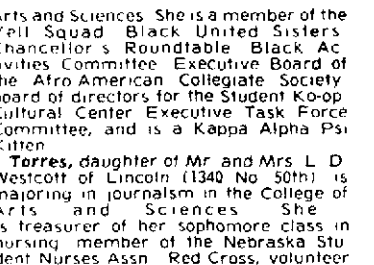 Arts and Sciences She is a member of the
Yell Squad Black United Sisters
Chancellor s Roundtable Black Ac
tivities Committee Executive Board of
the Afro American Collegiate Society
board of directors for the Student Ko-op
Cultural Center Executive Task Force
Committee, and is a Kappa Alpha Psi
Kitten
Torres, daughter of Mr and Mrs L D
Westcott of Lincoln (1340 No 50th) is
majoring in journalism in the College of
Arts and Sciences She
is treasurer of her sophomore class in
nursing member of the Nebraska Stu
dent Nurses Assn Red Cross, volunteer